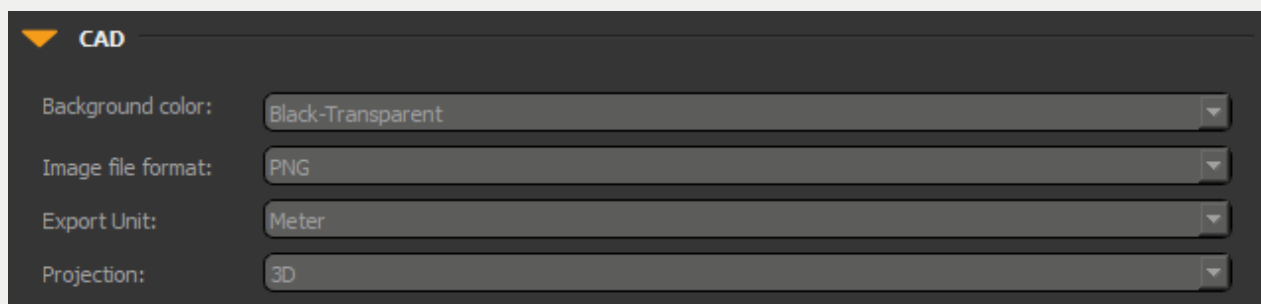 CAD
Background color: Black-Transparent
Image file format: PNG
Export Unit: Meter
Projection: 3D